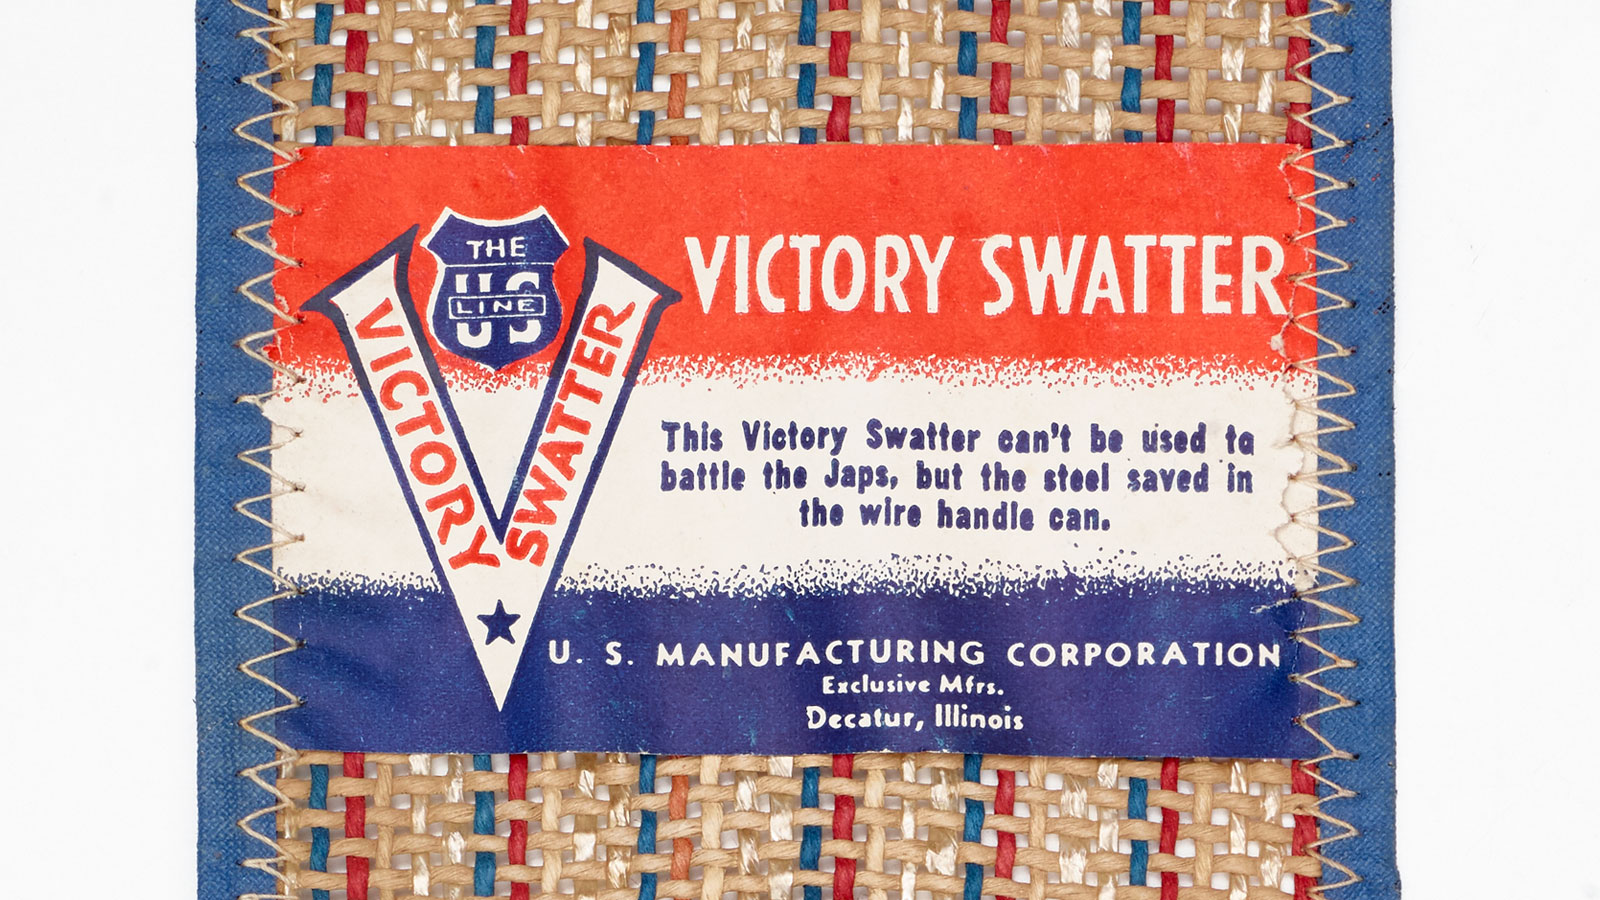 THE
US
LINE
VICTORY
SWATTER
VICTORY SWATTER
This Victory Swatter can't be used to
battle the Japs, but the steel saved in
the wire handle can.
U. S. MANUFACTURING CORPORATION
Exclusive Mfrs.
Decatur, Illinois